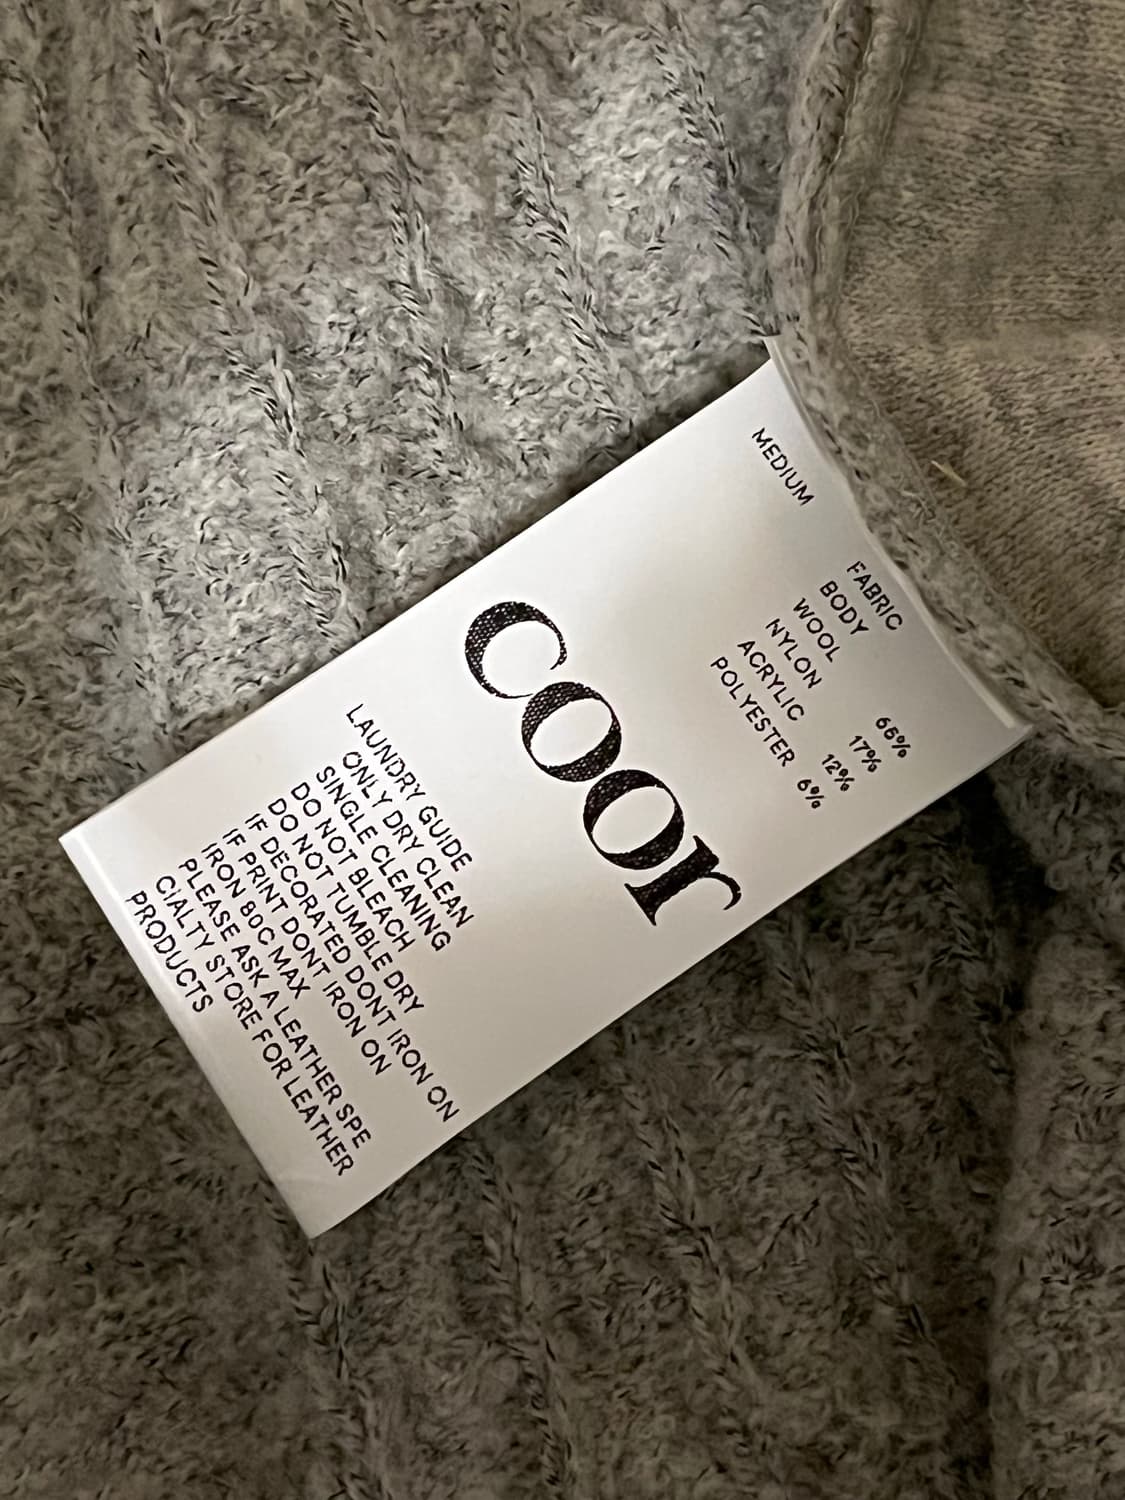 MEDIUM
FABRIC
BODY
WOOL 65%
NYLON 17%
ACRYLIC 12%
POLYESTER 6%
coor
LAUNDRY GUIDE
ONLY DRY CLEAN
SINGLE CLEANING
DO NOT BLEACH
DO NOT TUMBLE DRY
IF DECORATED DONT IRON ON
IF PRINT DONT IRON ON
IRON 80C MAX
PLEASE ASK A LEATHER SPE
CIALTY STORE FOR LEATHER
PRODUCTS